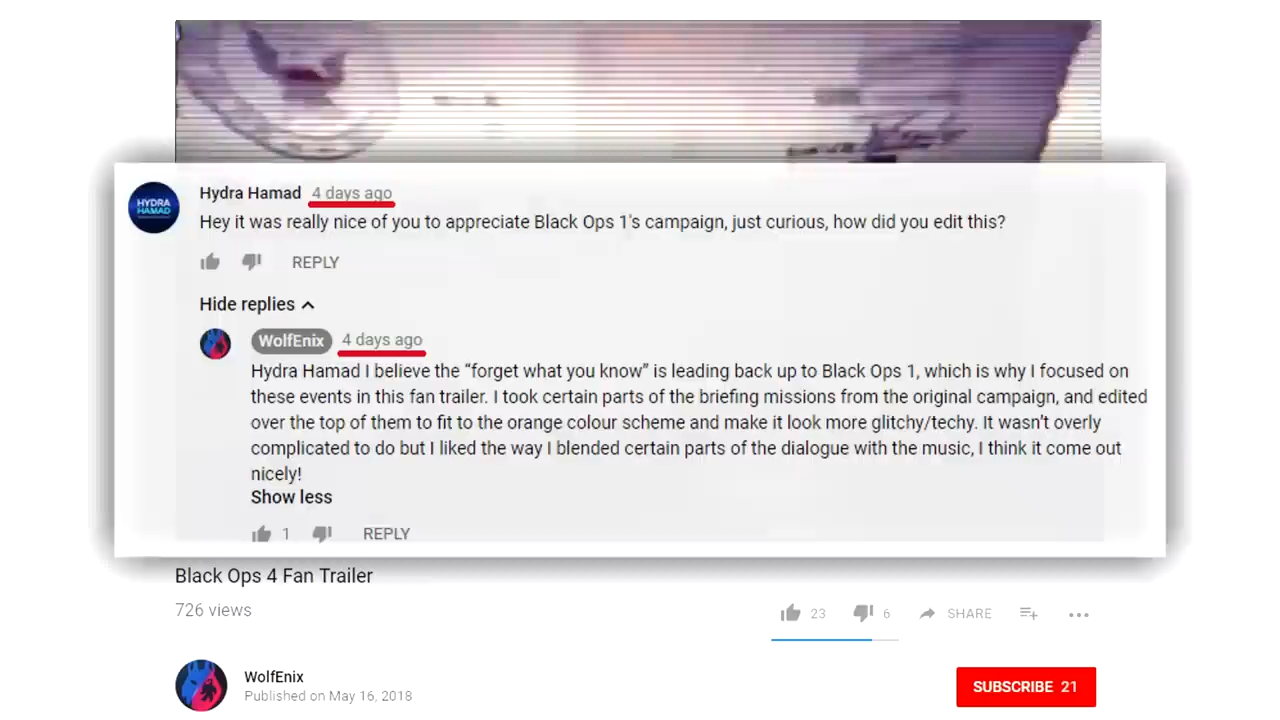 HYDRA
HAMAD
Hydra Hamad 4 days ago
Hey it was really nice of you to appreciate Black Ops 1's campaign, just curious, how did you edit this?
REPLY
Hide replies
WolfEnix 4 days ago
Hydra Hamad I believe the “forget what you know” is leading back up to Black Ops 1, which is why I focused on
these events in this fan trailer. I took certain parts of the briefing missions from the original campaign, and edited
over the top of them to fit to the orange colour scheme and make it look more glitchy/techy. It wasn't overly
complicated to do but I liked the way I blended certain parts of the dialogue with the music, I think it come out
nicely!
Show less
1 REPLY
Black Ops 4 Fan Trailer
726 views
23 6 SHARE
WolfEnix
Published on May 16, 2018
SUBSCRIBE 21